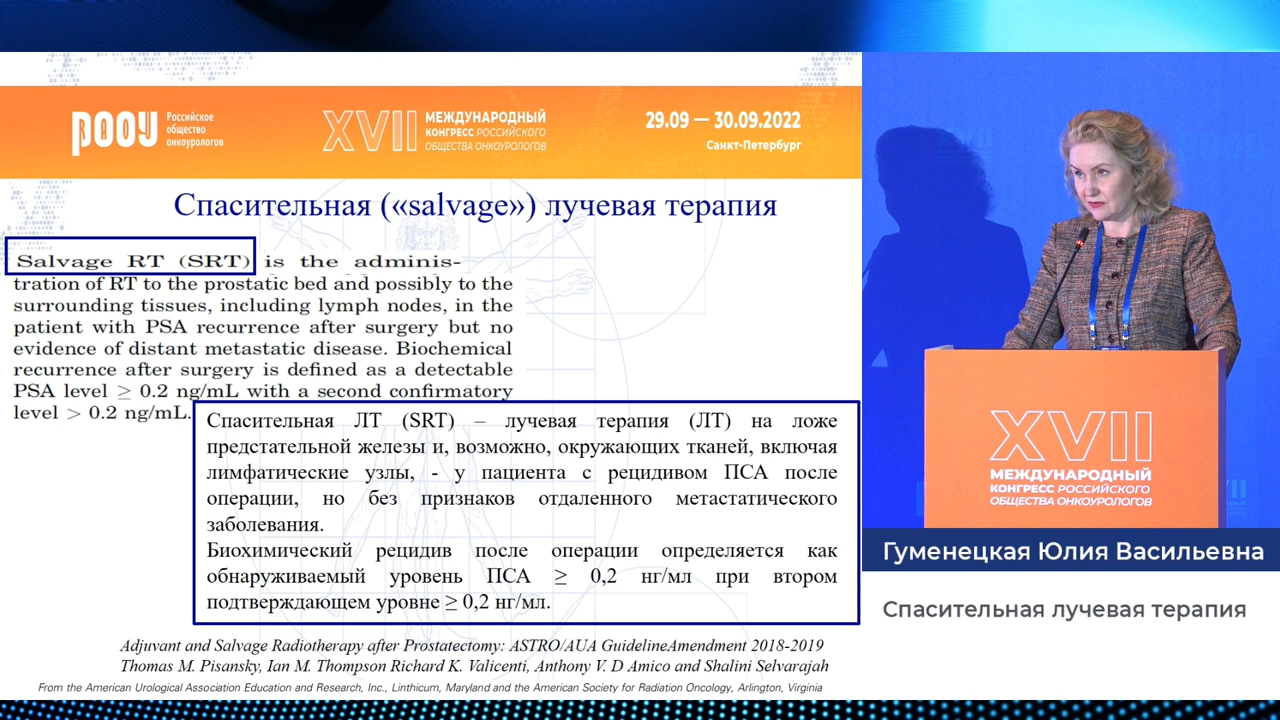 РООУ
Российское
общество
онкоурологов
XVII
МЕЖДУНАРОДНЫЙ
КОНГРЕСС РОССИЙСКОГО
ОБЩЕСТВА ОНКОУРОЛОГОВ
29.09 — 30.09.2022
Санкт-Петербург
Спасительная («salvage») лучевая терапия
Salvage RT (SRT) is the adminis-
tration of RT to the prostatic bed and possibly to the
surrounding tissues, including lymph nodes, in the
patient with PSA recurrence after surgery but no
evidence of distant metastatic disease. Biochemical
recurrence after surgery is defined as a detectable
PSA level ≥ 0.2 ng/mL with a second confirmatory
level > 0.2 ng/mL.
Спасительная ЛТ (SRT) – лучевая терапия (ЛТ) на ложе
предстательной железы и, возможно, окружающих тканей, включая
лимфатические узлы, - у пациента с рецидивом ПСА после
операции, но без признаков отдаленного метастатического
заболевания.
Биохимический рецидив после операции определяется как
обнаруживаемый уровень ПСА ≥ 0,2 нг/мл при втором
подтверждающем уровне ≥ 0,2 нг/мл.
Adjuvant and Salvage Radiotherapy after Prostatectomy: ASTRO/AUA GuidelineAmendment 2018-2019
Thomas M. Pisansky, Ian M. Thompson Richard K. Valicenti, Anthony V. D Amico and Shalini Selvarajah
From the American Urological Association Education and Research, Inc., Linthicum, Maryland and the American Society for Radiation Oncology, Arlington, Virginia
XVII
МЕЖДУНАРОДНЫЙ
КОНГРЕСС РОССИЙСКОГО
ОБЩЕСТВА ОНКОУРОЛОГОВ
Гуменецкая Юлия Васильевна
Спасительная лучевая терапия